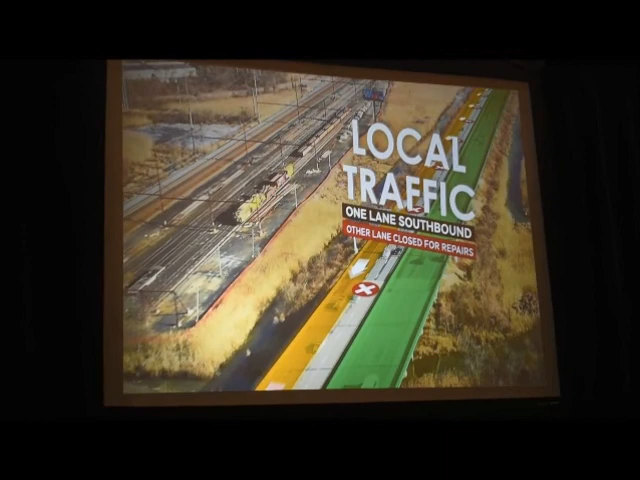 LOCAL
TRAFFIC
ONE LANE SOUTHBOUND
OTHER LANE CLOSED FOR REPAIRS